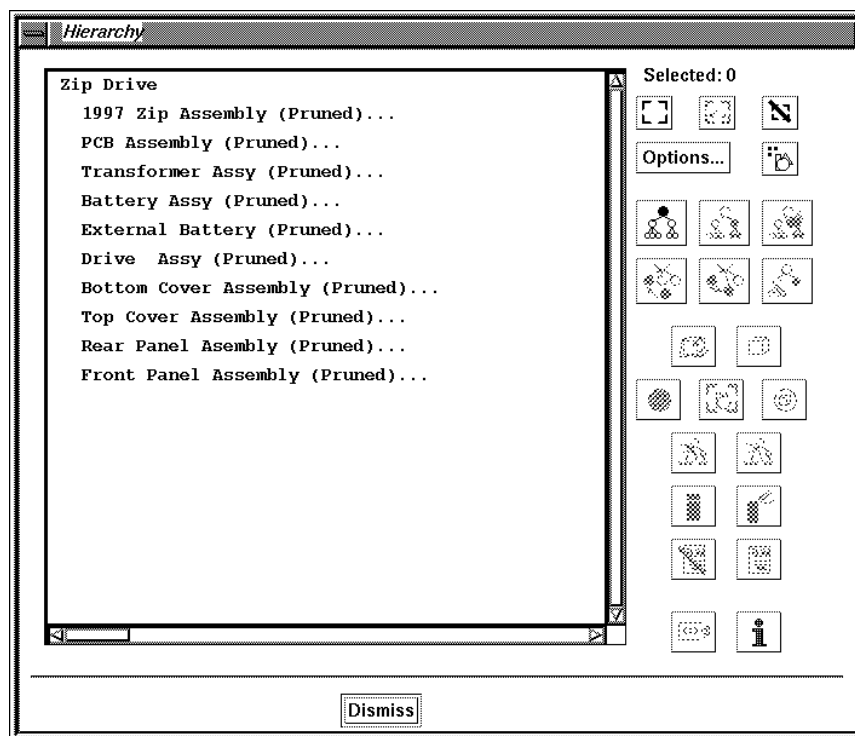 Hierarchy
Selected: 0
Zip Drive
1997 Zip Assembly (Pruned)...
PCB Assembly (Pruned)...
Transformer Assy (Pruned)...
Battery Assy (Pruned)...
External Battery (Pruned)...
Drive  Assy (Pruned)...
Bottom Cover Assembly (Pruned)...
Top Cover Assembly (Pruned)...
Rear Panel Asembly (Pruned)...
Front Panel Assembly (Pruned)...
Options...
Dismiss